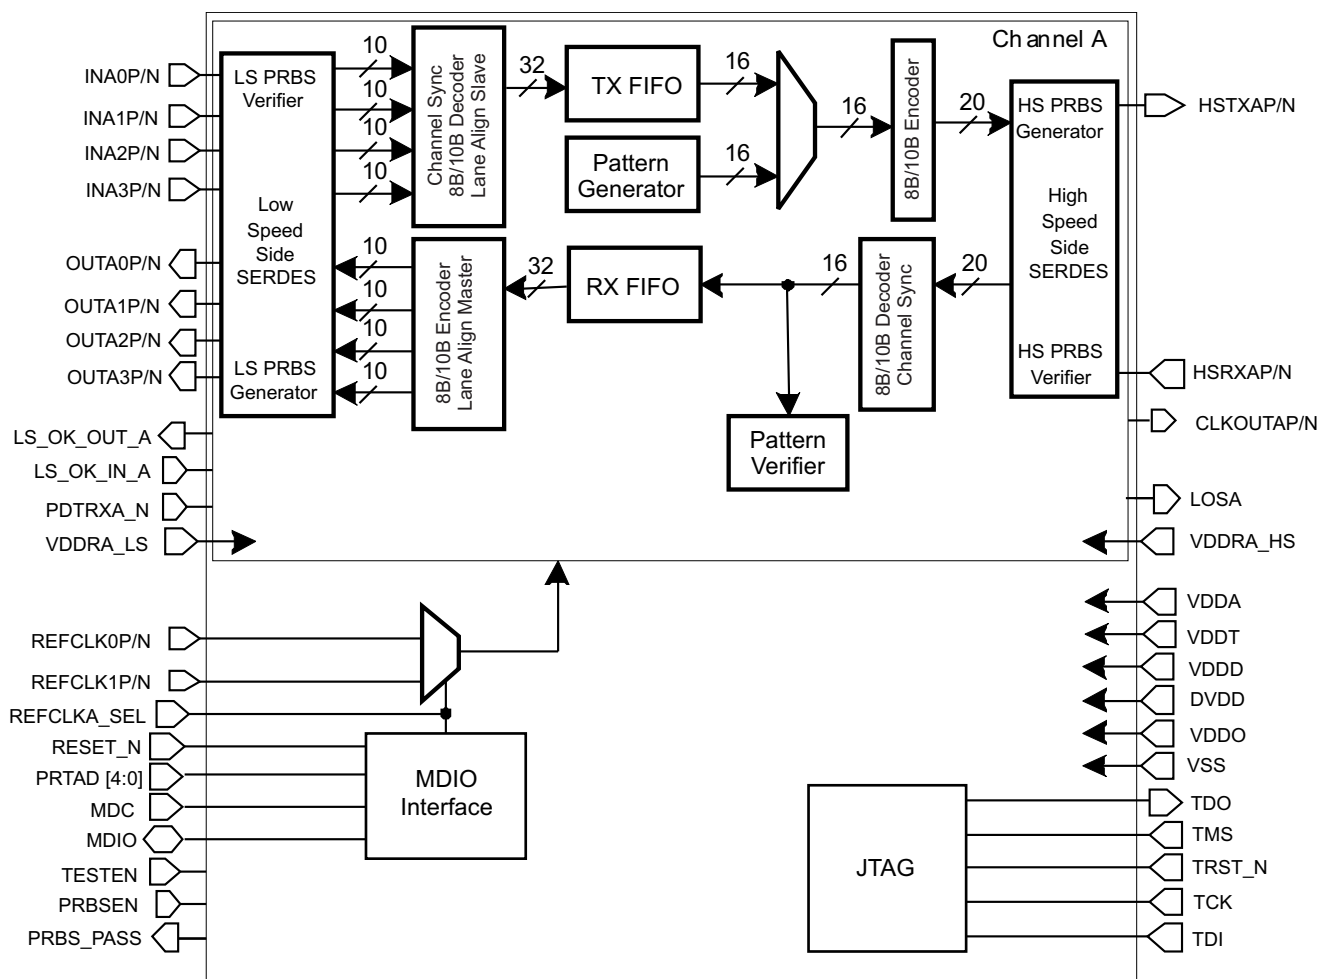 Channel A
INA0P/N
INA1P/N
INA2P/N
INA3P/N
OUTA0P/N
OUTA1P/N
OUTA2P/N
OUTA3P/N
LS_OK_OUT_A
LS_OK_IN_A
PDTRXA_N
VDDRA_LS
LS PRBS
Verifier
Low
Speed
Side
SERDES
LS PRBS
Generator
10
10
10
10
Channel Sync
8B/10B Decoder
Lane Align Slave
32
TX FIFO
16
Pattern
Generator
16
16
8B/10B Encoder
20
HS PRBS
Generator
High
Speed
Side
SERDES
HS PRBS
Verifier
10
10
10
10
8B/10B Encoder
Lane Align Master
32
RX FIFO
16
8B/10B Decoder
Channel Sync
20
Pattern
Verifier
HSTXAP/N
HSRXAP/N
CLKOUTAP/N
LOSA
VDDRA_HS
REFCLK0P/N
REFCLK1P/N
REFCLKA_SEL
RESET_N
PRTAD [4:0]
MDC
MDIO
TESTEN
PRBSEN
PRBS_PASS
MDIO
Interface
VDDA
VDDT
VDDD
DVDD
VDDO
VSS
JTAG
TDO
TMS
TRST_N
TCK
TDI